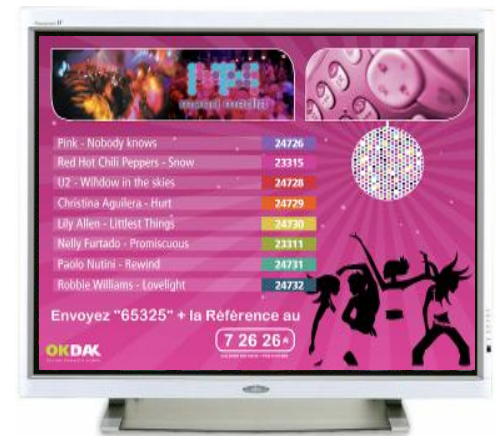 Pink - Nobody knows 24726
Red Hot Chili Peppers - Snow 23315
U2 - Wihdow in the skies 24728
Christina Aguilera - Hurt 24729
Lily Allen - Littlest Things 24730
Nelly Furtado - Promiscuous 23311
Paolo Nutini - Rewind 24731
Robbie Williams - Lovelight 24732
Envoyez "65325" + la Référence au
7 26 26
OKDAK